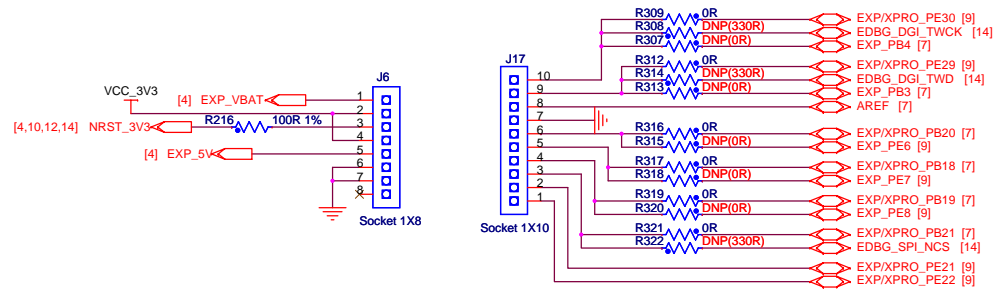 R309 0R EXP/XPRO_PE30 [9]
R308 DNP(330R) EDBG_DGI_TWCK [14]
R307 DNP(0R) EXP_PB4 [7]
J17
R312 0R EXP/XPRO_PE29 [9]
10
R314 DNP(330R) EDBG_DGI_TWD [14]
9
R313 DNP(0R) EXP_PB3 [7]
8
AREF [7]
7
6
R316 0R EXP/XPRO_PB20 [7]
5
R315 DNP(0R) EXP_PE6 [9]
4
R317 0R EXP/XPRO_PB18 [7]
3
R318 DNP(0R) EXP_PE7 [9]
2
R319 0R EXP/XPRO_PB19 [7]
1
R320 DNP(0R) EXP_PE8 [9]
Socket 1X10
R321 0R EXP/XPRO_PB21 [7]
R322 DNP(330R) EDBG_SPI_NCS [14]
EXP/XPRO_PE21 [9]
EXP/XPRO_PE22 [9]
J6
VCC_3V3
[4] EXP_VBAT
1
2
[4,10,12,14] NRST_3V3 R216 100R 1%
3
4
[4] EXP_5V
5
6
7
8
Socket 1X8